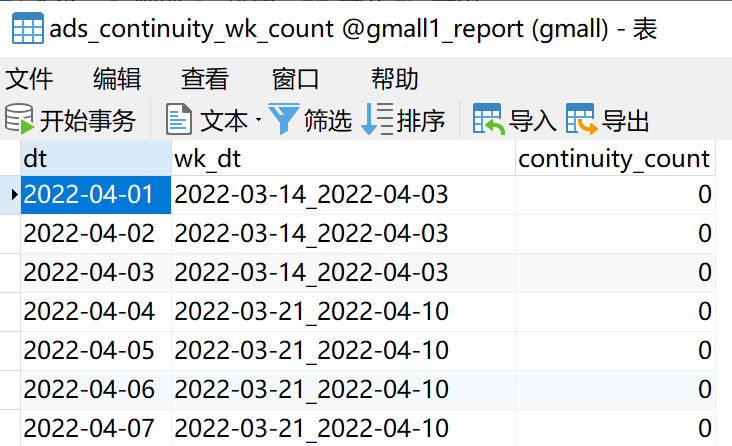 ads_continuity_wk_count @gmall1_report (gmall) - 表
文件 编辑 查看 窗口 帮助
开始事务 文本 筛选 排序 导入 导出
dt wk_dt continuity_count
2022-04-01 2022-03-14_2022-04-03 0
2022-04-02 2022-03-14_2022-04-03 0
2022-04-03 2022-03-14_2022-04-03 0
2022-04-04 2022-03-21_2022-04-10 0
2022-04-05 2022-03-21_2022-04-10 0
2022-04-06 2022-03-21_2022-04-10 0
2022-04-07 2022-03-21_2022-04-10 0